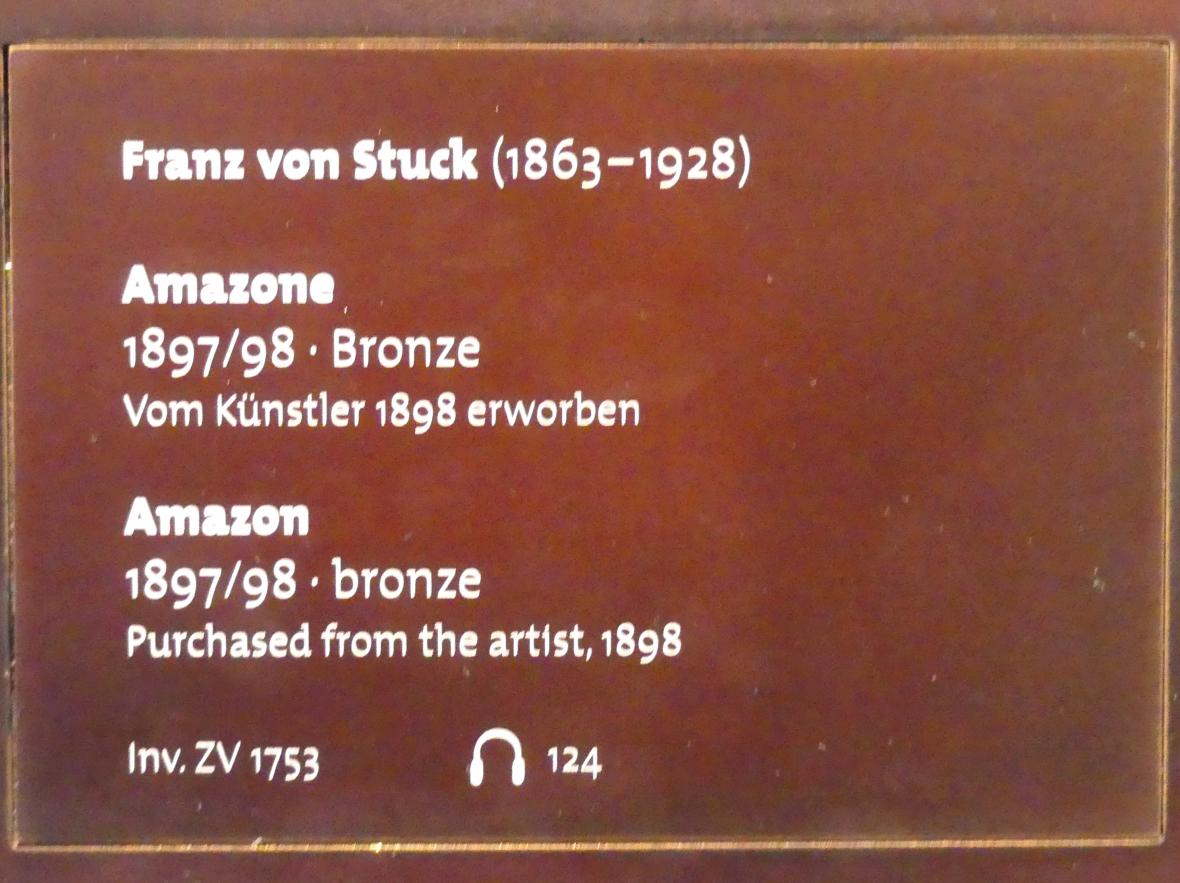 Franz von Stuck (1863–1928)
Amazone
1897/98 · Bronze
Vom Künstler 1898 erworben
Amazon
1897/98 · bronze
Purchased from the artist, 1898
Inv. ZV 1753 124